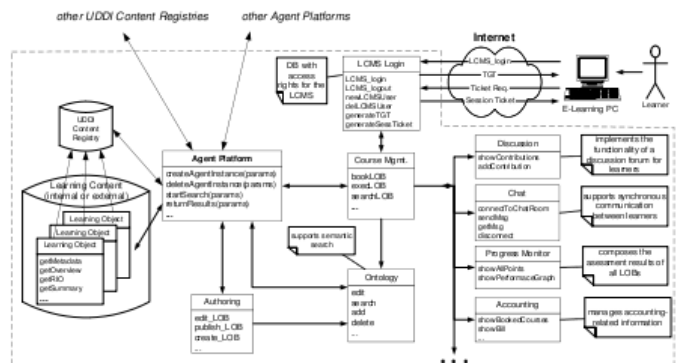 other UDDI Content Registries
other Agent Platforms
Internet
DB with
access
rights for the
LCMS
LCMS Login
LCMS_login
LCMS_logout
newLCMSUser
delLCMSUser
generateTGT
generateSessTicket
LCMS_login
TGT
Ticket Req.
Session Ticket
E-Learning PC
Learner
UDDI
Content
Registry
Learning Content
(internal or external)
Learning Object
Learning Object
Learning Object
getMetadata
getOverview
getRIO
getSummary
....
Agent Platform
createAgentInstance(params)
deleteAgentInstance(params)
startSearch(params)
returnResults(params)
...
Course Mgmt.
bookLOB
execLOB
searchLOB
...
supports semantic
search
Ontology
edit
search
add
delete
...
Authoring
edit_LOB
publish_LOB
create_LOB
...
Discussion
showContributions
addContribution
implements the
functionality of a
discussion forum for
learners
Chat
connectToChatRoom
sendMsg
getMsg
disconnect
supports synchronous
communication
between learners
Progress Monitor
showAllPoints
showPerformaceGraph
composes the
assessment results of
all LOBs
Accounting
showBookedCourses
showBill
...
manages accounting-
related information
...